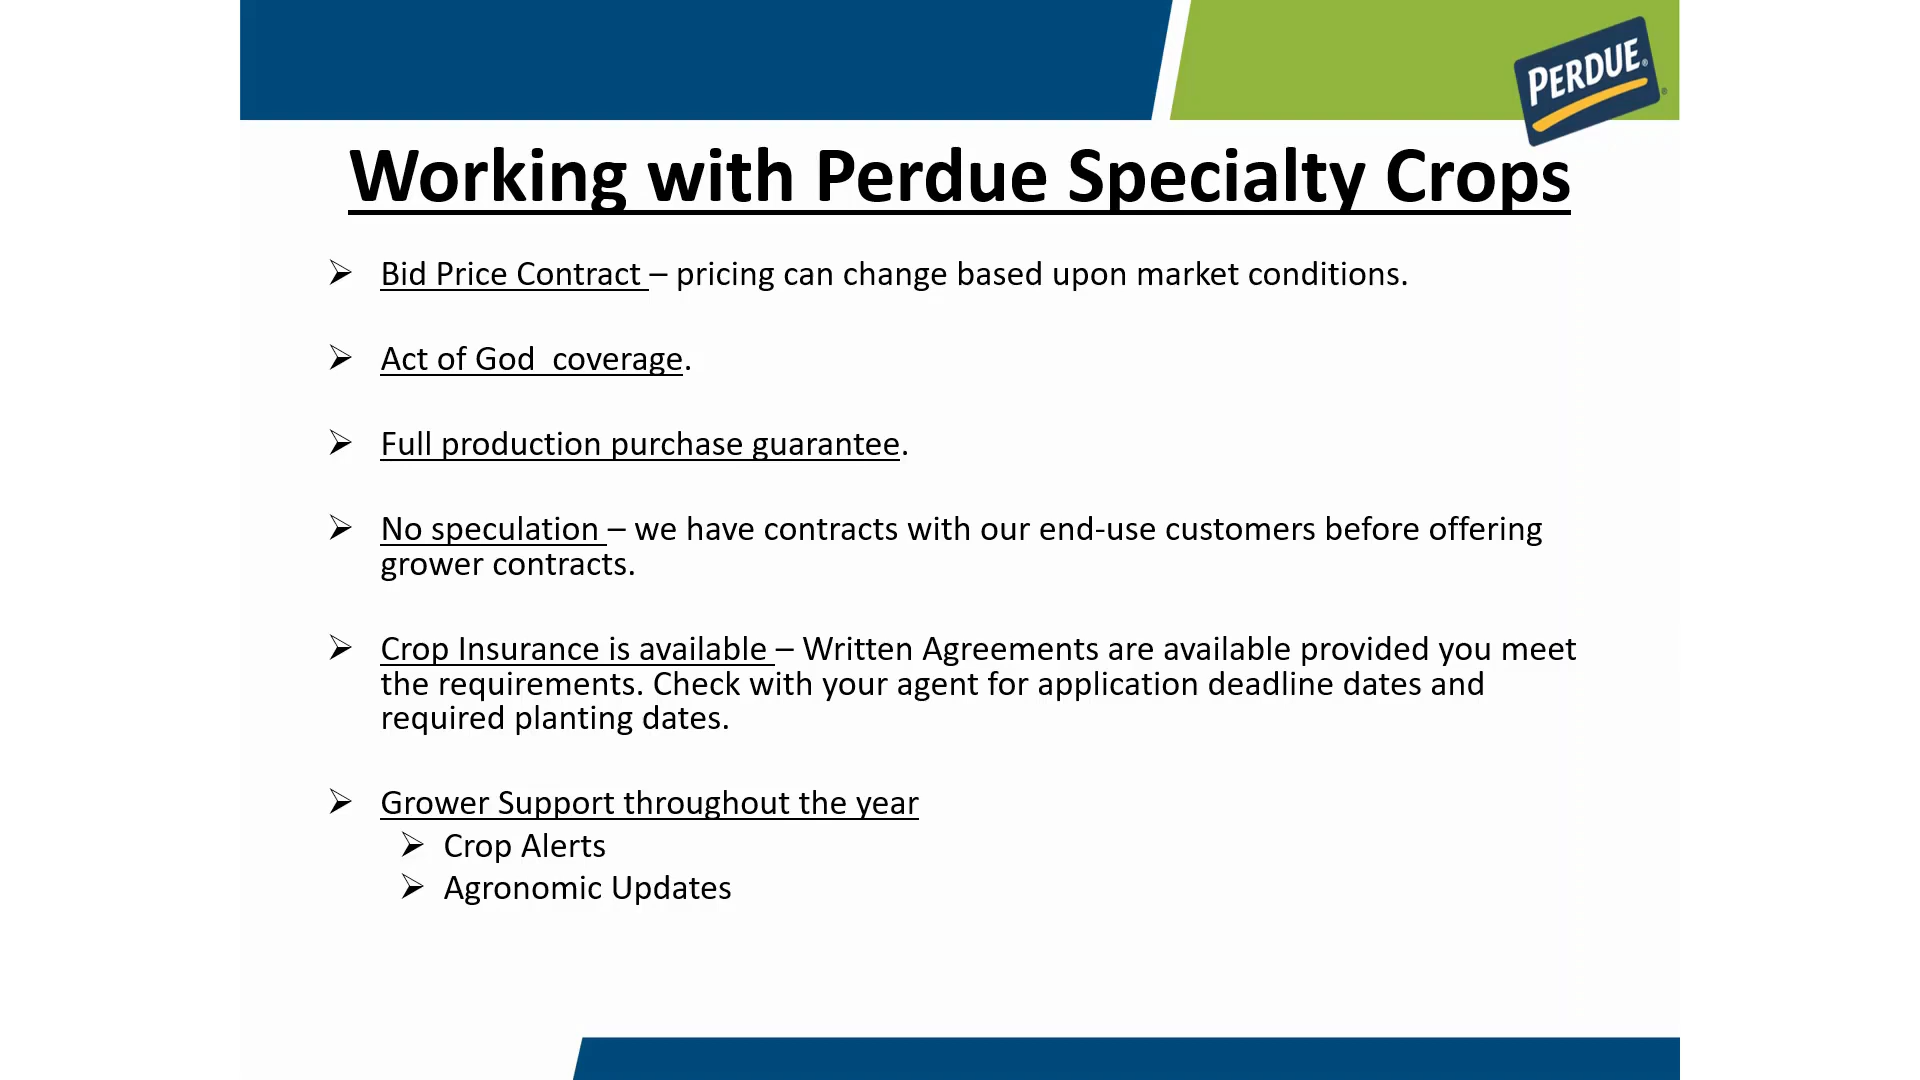 PERDUE®
Working with Perdue Specialty Crops
➢ Bid Price Contract – pricing can change based upon market conditions.
➢ Act of God  coverage.
➢ Full production purchase guarantee.
➢ No speculation – we have contracts with our end-use customers before offering
grower contracts.
➢ Crop Insurance is available – Written Agreements are available provided you meet
the requirements. Check with your agent for application deadline dates and
required planting dates.
➢ Grower Support throughout the year
➢ Crop Alerts
➢ Agronomic Updates